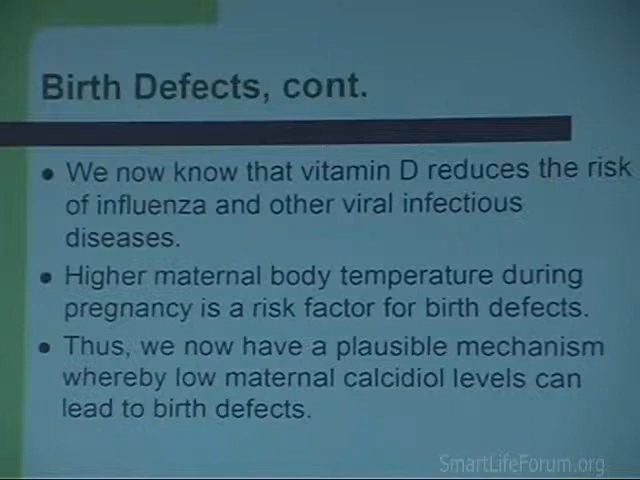 Birth Defects, cont.
• We now know that vitamin D reduces the risk
of influenza and other viral infectious
diseases.
• Higher maternal body temperature during
pregnancy is a risk factor for birth defects.
• Thus, we now have a plausible mechanism
whereby low maternal calcidiol levels can
lead to birth defects.
SmartLifeForum.org